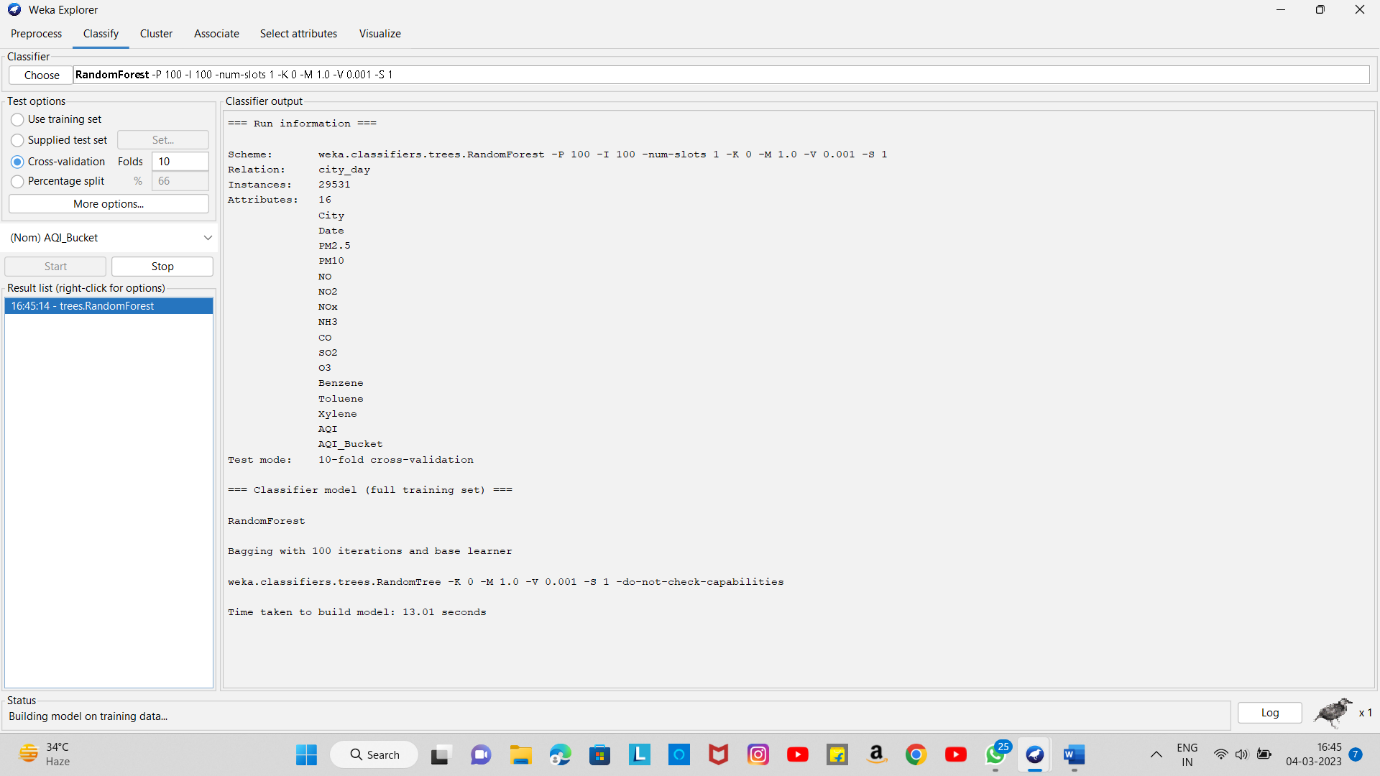 Weka Explorer
Preprocess Classify Cluster Associate Select attributes Visualize
Classifier
Choose RandomForest -P 100 -I 100 -num-slots 1 -K 0 -M 1.0 -V 0.001 -S 1
Test options
Use training set
Supplied test set Set...
Cross-validation Folds 10
Percentage split % 66
More options...
(Nom) AQI_Bucket
Start Stop
Result list (right-click for options)
16:45:14 - trees.RandomForest
Classifier output
=== Run information ===
Scheme: weka.classifiers.trees.RandomForest -P 100 -I 100 -num-slots 1 -K 0 -M 1.0 -V 0.001 -S 1
Relation: city_day
Instances: 29531
Attributes: 16
City
Date
PM2.5
PM10
NO
NO2
NOx
NH3
CO
SO2
O3
Benzene
Toluene
Xylene
AQI
AQI_Bucket
Test mode: 10-fold cross-validation
=== Classifier model (full training set) ===
RandomForest
Bagging with 100 iterations and base learner
weka.classifiers.trees.RandomTree -K 0 -M 1.0 -V 0.001 -S 1 -do-not-check-capabilities
Time taken to build model: 13.01 seconds
Status
Building model on training data...
Log x 1
34°C
Haze
Search
L
a
25
W
ENG
IN
16:45
04-03-2023
7